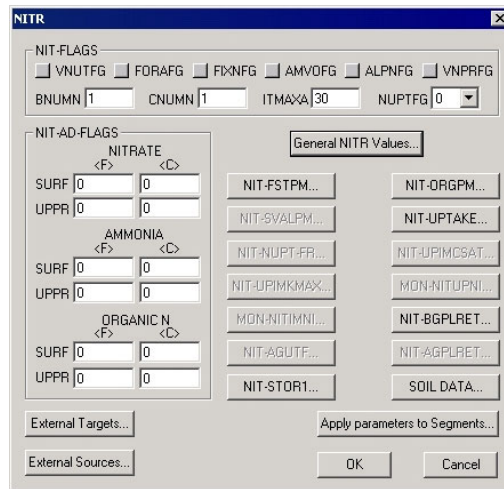 NITR
NIT-FLAGS
VNUTFG FORAFG FIXNFG AMVOFG ALPNFG VNPRFG
BNUMN 1 CNUMN 1 ITMAXA 30 NUPTFG 0
NIT-AD-FLAGS
NITRATE
<F> <C>
SURF 0 0
UPPR 0 0
AMMONIA
<F> <C>
SURF 0 0
UPPR 0 0
ORGANIC N
<F> <C>
SURF 0 0
UPPR 0 0
General NITR Values...
NIT-FSTPM... NIT-ORGPM...
NIT-SVALPM... NIT-UPTAKE...
NIT-NUPT-FR... NIT-UPIMCSAT...
NIT-UPIMKMAX... MON-NITUPNI...
MON-NITIMNI... NIT-BGPLRET...
NIT-AGUTF... NIT-AGPLRET...
NIT-STOR1... SOIL DATA...
External Targets... Apply parameters to Segments...
External Sources... OK Cancel